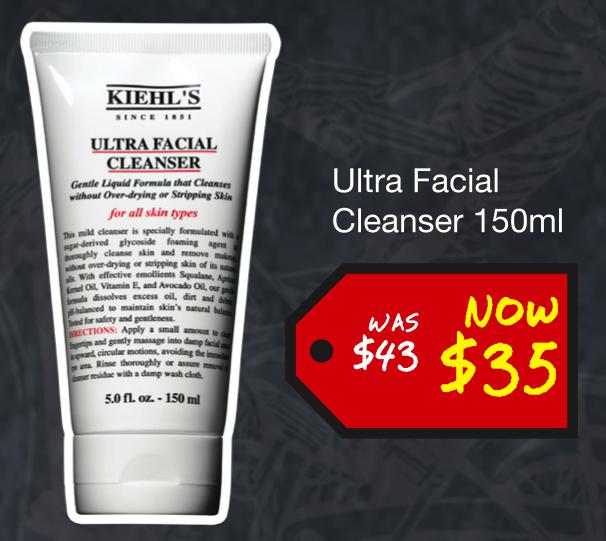 KIEHL'S
SINCE 1851
ULTRA FACIAL
CLEANSER
Gentle Liquid Formula that Cleanses
without Over-drying or Stripping Skin
for all skin types
This mild cleanser is specially formulated with
sugar-derived glycoside foaming agent
thoroughly cleanse skin and remove
without over-drying or stripping skin of its
oils. With effective emollients Squalane,
Kernel Oil, Vitamin E, and Avocado Oil, our
formula dissolves excess oil, dirt and
pH-balanced to maintain skin's natural
Tested for safety and gentleness.
DIRECTIONS: Apply a small amount to
fingertips and gently massage into damp facial
upward, circular motions, avoiding the
eye area. Rinse thoroughly or assure
cleanser residue with a damp wash cloth.
5.0 fl. oz. - 150 ml
Ultra Facial
Cleanser 150ml
WAS
$43
NOW
$35